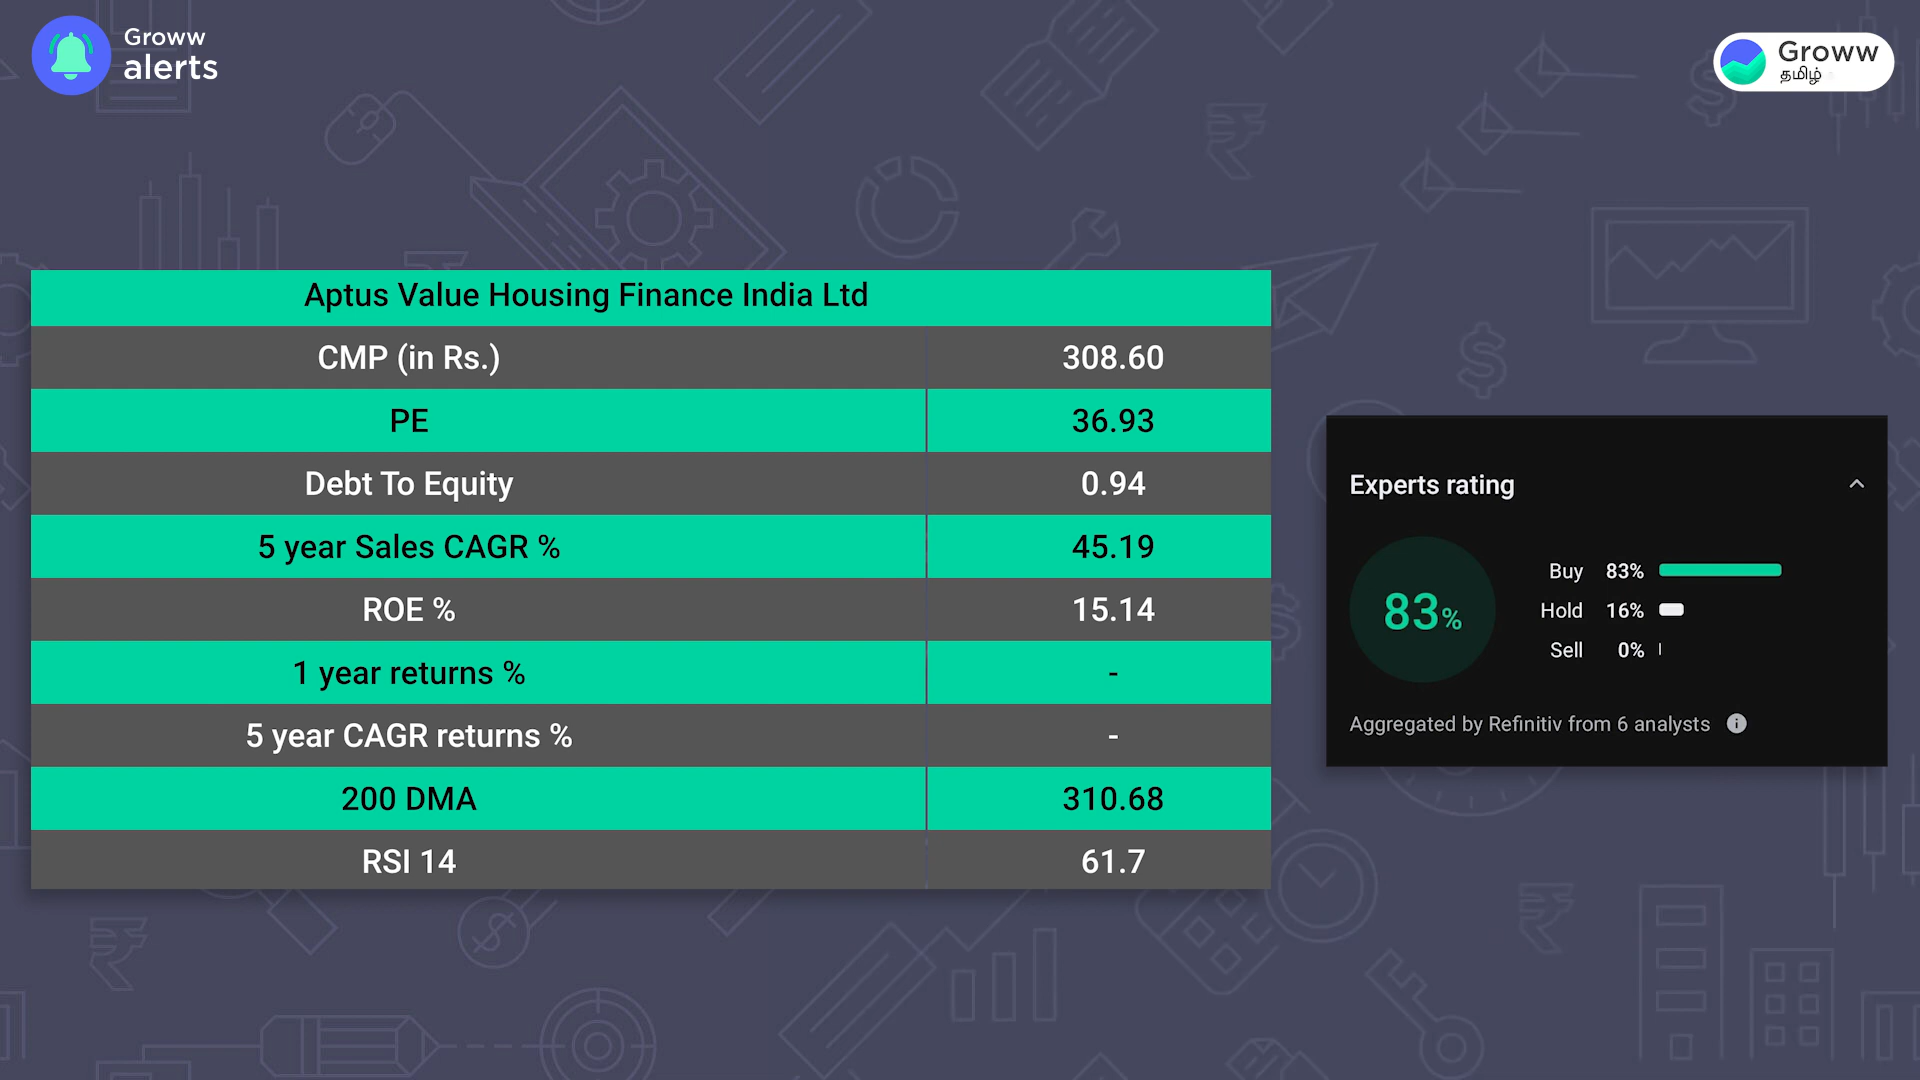 Groww
alerts
Groww
தமிழ்
Aptus Value Housing Finance India Ltd
CMP (in Rs.) 308.60
PE 36.93
Debt To Equity 0.94
5 year Sales CAGR % 45.19
ROE % 15.14
1 year returns % -
5 year CAGR returns % -
200 DMA 310.68
RSI 14 61.7
Experts rating
83%
Buy 83%
Hold 16%
Sell 0%
Aggregated by Refinitiv from 6 analysts